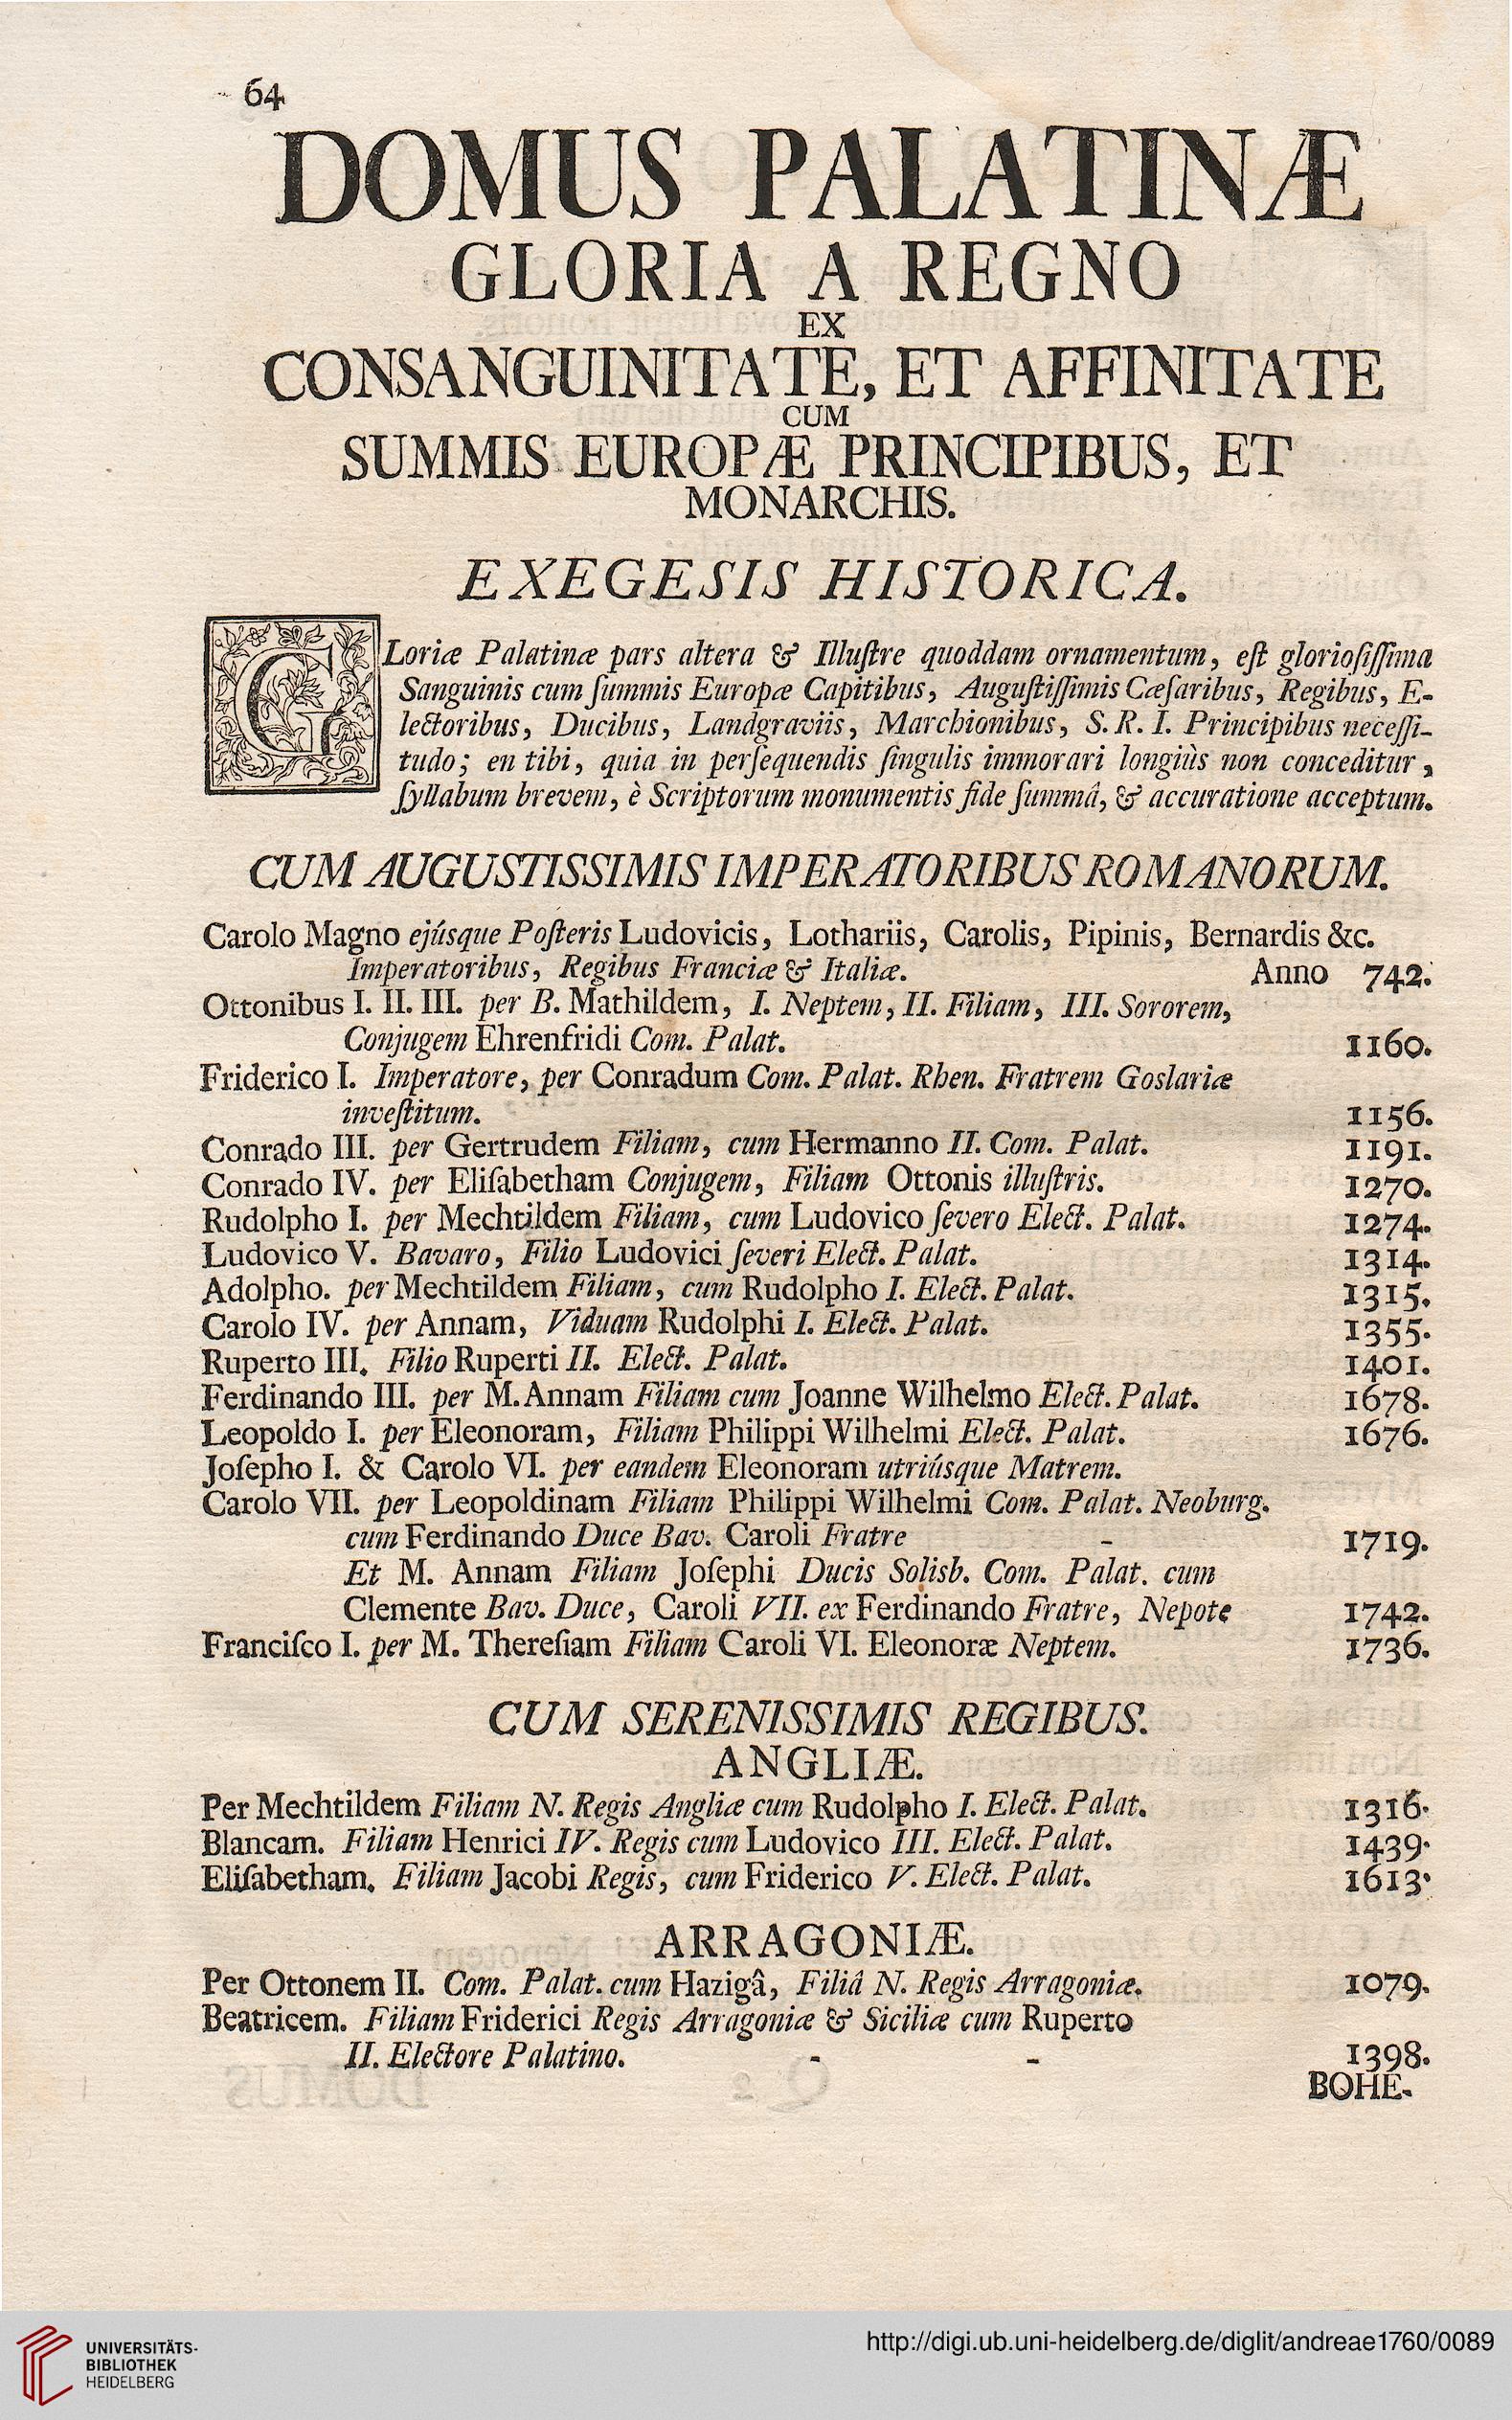 64
DOMUS PALATINÆ
GLORIA A REGNO
EX
CONSANGUINITATE, ET AFFINITATE
CUM
SUMMIS EUROPÆ PRINCIPIBUS, ET
MONARCHIS.
EXEGESIS HISTORICA.
GLoriæ Palatinæ pars altera & Illuſtre quoddam ornamentum, eſt glorioſiſſima
Sanguinis cum ſummis Europæ Capitibus, Auguſtiſſimis Cæſaribus, Regibus, E-
lectoribus, Ducibus, Landgraviis, Marchionibus, S. R. I. Principibus neceſſi-
tudo; en tibi, quia in perſequendis ſingulis immorari longiùs non conceditur,
ſyllabum brevem, è Scriptorum monumentis fide ſummâ, & accuratione acceptum.
CUM AUGUSTISSIMIS IMPERATORIBUS ROMANORUM.
Carolo Magno ejúsque Poſteris Ludovicis, Lothariis, Carolis, Pipinis, Bernardis &c.
Imperatoribus, Regibus Franciæ & Italiæ. Anno 742.
Ottonibus I. II. III. per B. Mathildem, I. Neptem, II. Filiam, III. Sororem,
Conjugem Ehrenfridi Com. Palat. 1160.
Friderico I. Imperatore, per Conradum Com. Palat. Rhen. Fratrem Goslariæ
inveſtitum. 1156.
Conrado III. per Gertrudem Filiam, cum Hermanno II. Com. Palat. 1191.
Conrado IV. per Eliſabetham Conjugem, Filiam Ottonis illuſtris. 1270.
Rudolpho I. per Mechtildem Filiam, cum Ludovico ſevero Elect. Palat. 1274.
Ludovico V. Bavaro, Filio Ludovici ſeveri Elect. Palat. 1314.
Adolpho. per Mechtildem Filiam, cum Rudolpho I. Elect. Palat. 1315.
Carolo IV. per Annam, Viduam Rudolphi I. Elect. Palat. 1355.
Ruperto III. Filio Ruperti II. Elect. Palat. 1401.
Ferdinando III. per M. Annam Filiam cum Joanne Wilhelmo Elect. Palat. 1678.
Leopoldo I. per Eleonoram, Filiam Philippi Wilhelmi Elect. Palat. 1676.
Joſepho I. & Carolo VI. per eandem Eleonoram utriúsque Matrem.
Carolo VII. per Leopoldinam Filiam Philippi Wilhelmi Com. Palat. Neoburg.
cum Ferdinando Duce Bav. Caroli Fratre - 1719.
Et M. Annam Filiam Joſephi Ducis Solisb. Com. Palat. cum
Clemente Bav. Duce, Caroli VII. ex Ferdinando Fratre, Nepote 1742.
Franciſco I. per M. Thereſiam Filiam Caroli VI. Eleonoræ Neptem. 1736.
CUM SERENISSIMIS REGIBUS.
ANGLIÆ.
Per Mechtildem Filiam N. Regis Angliæ cum Rudolpho I. Elect. Palat. 1316.
Blancam. Filiam Henrici IV. Regis cum Ludovico III. Elect. Palat. 1439.
Eliſabetham. Filiam Jacobi Regis, cum Friderico V. Elect. Palat. 1613.
ARRAGONIÆ.
Per Ottonem II. Com. Palat. cum Hazigâ, Filiâ N. Regis Arragoniæ. 1079.
Beatricem. Filiam Friderici Regis Arragoniæ & Siciliæ cum Ruperto
II. Electore Palatino. - - 1398.
BOHE-
UNIVERSITÄTS-
BIBLIOTHEK
HEIDELBERG
http://digi.ub.uni-heidelberg.de/diglit/andreae1760/0089